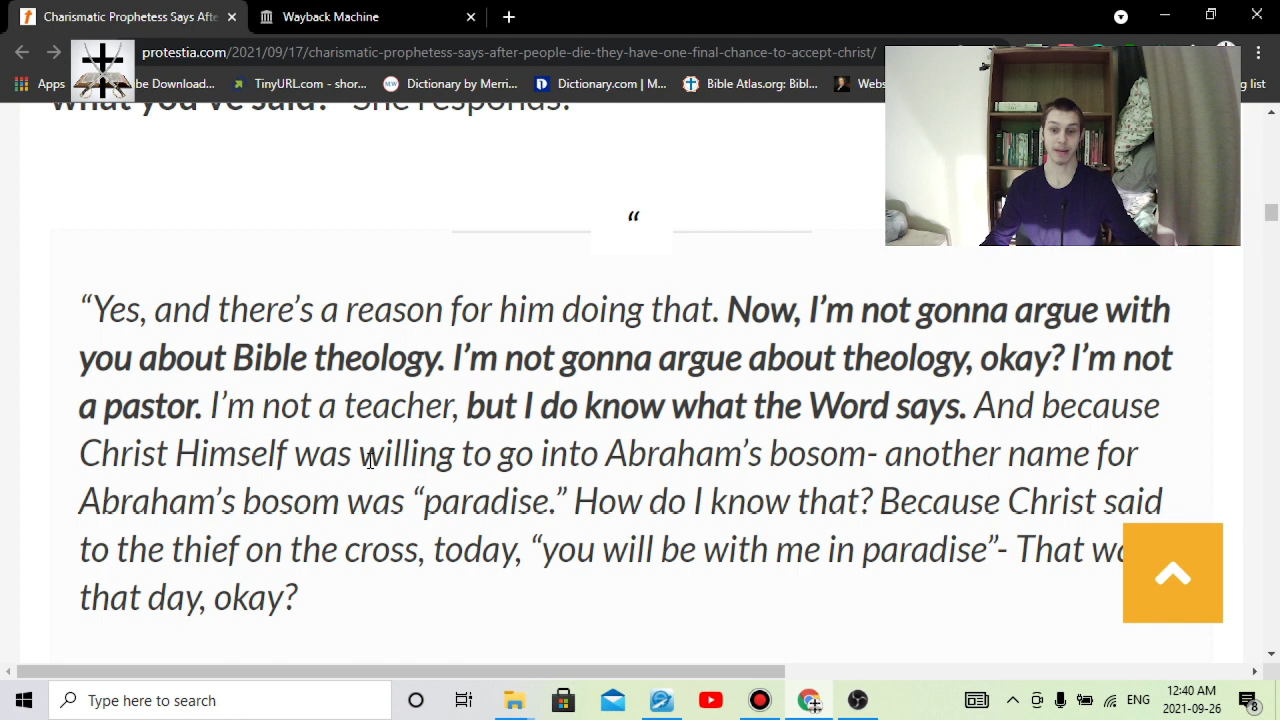 Charismatic Prophetess Says Afte
Wayback Machine
protestia.com/2021/09/17/charismatic-prophetess-says-after-people-die-they-have-one-final-chance-to-accept-christ/
Apps
be Download...
TinyURL.com - shor...
Dictionary by Merri...
Dictionary.com | M...
Bible Atlas.org: Bib...
Webs
g list
what you've said?" She responds:
“
“Yes, and there’s a reason for him doing that. Now, I’m not gonna argue with
you about Bible theology. I’m not gonna argue about theology, okay? I’m not
a pastor. I’m not a teacher, but I do know what the Word says. And because
Christ Himself was willing to go into Abraham’s bosom- another name for
Abraham’s bosom was “paradise.” How do I know that? Because Christ said
to the thief on the cross, today, “you will be with me in paradise”- That wa
that day, okay?
Type here to search
ENG
12:40 AM
2021-09-26
8